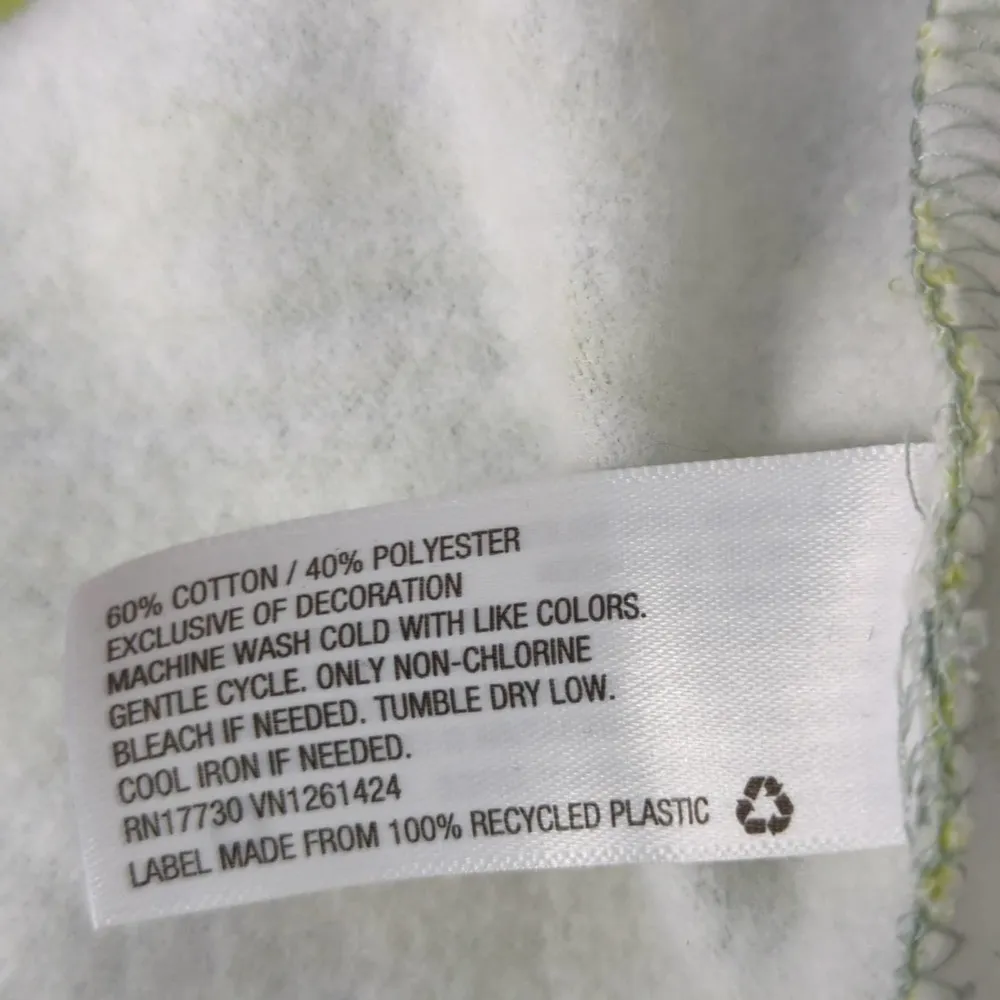 60% COTTON / 40% POLYESTER
EXCLUSIVE OF DECORATION
MACHINE WASH COLD WITH LIKE COLORS.
GENTLE CYCLE. ONLY NON-CHLORINE
BLEACH IF NEEDED. TUMBLE DRY LOW.
COOL IRON IF NEEDED.
RN17730 VN1261424
LABEL MADE FROM 100% RECYCLED PLASTIC